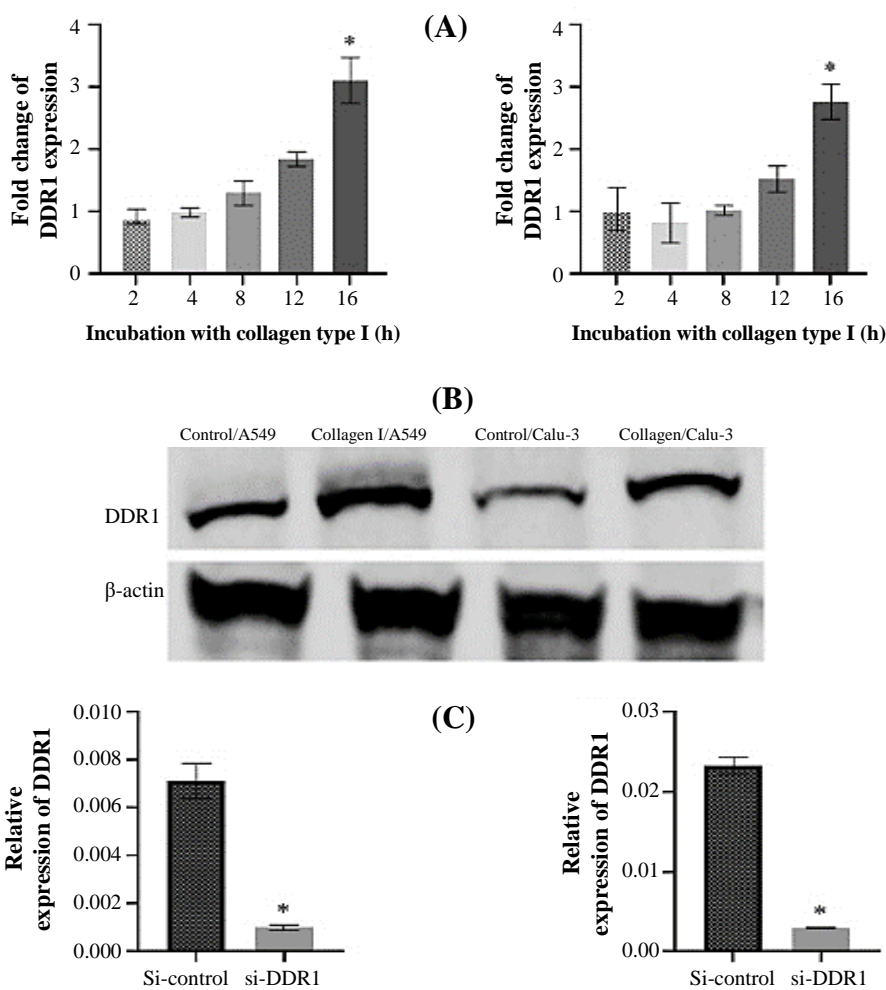 (A)
Fold change of
DDR1 expression
4
3
2
1
0
*
2 4 8 12 16
Incubation with collagen type I (h)
Fold change of
DDR1 expression
4
3
2
1
0
*
2 4 8 12 16
Incubation with collagen type I (h)
(B)
Control/A549 Collagen I/A549 Control/Calu-3 Collagen/Calu-3
DDR1
β-actin
(C)
Relative
expression of DDR1
0.010
0.008
0.006
0.004
0.002
0.000
*
Si-control si-DDR1
Relative
expression of DDR1
0.03
0.02
0.01
0.00
*
Si-control si-DDR1